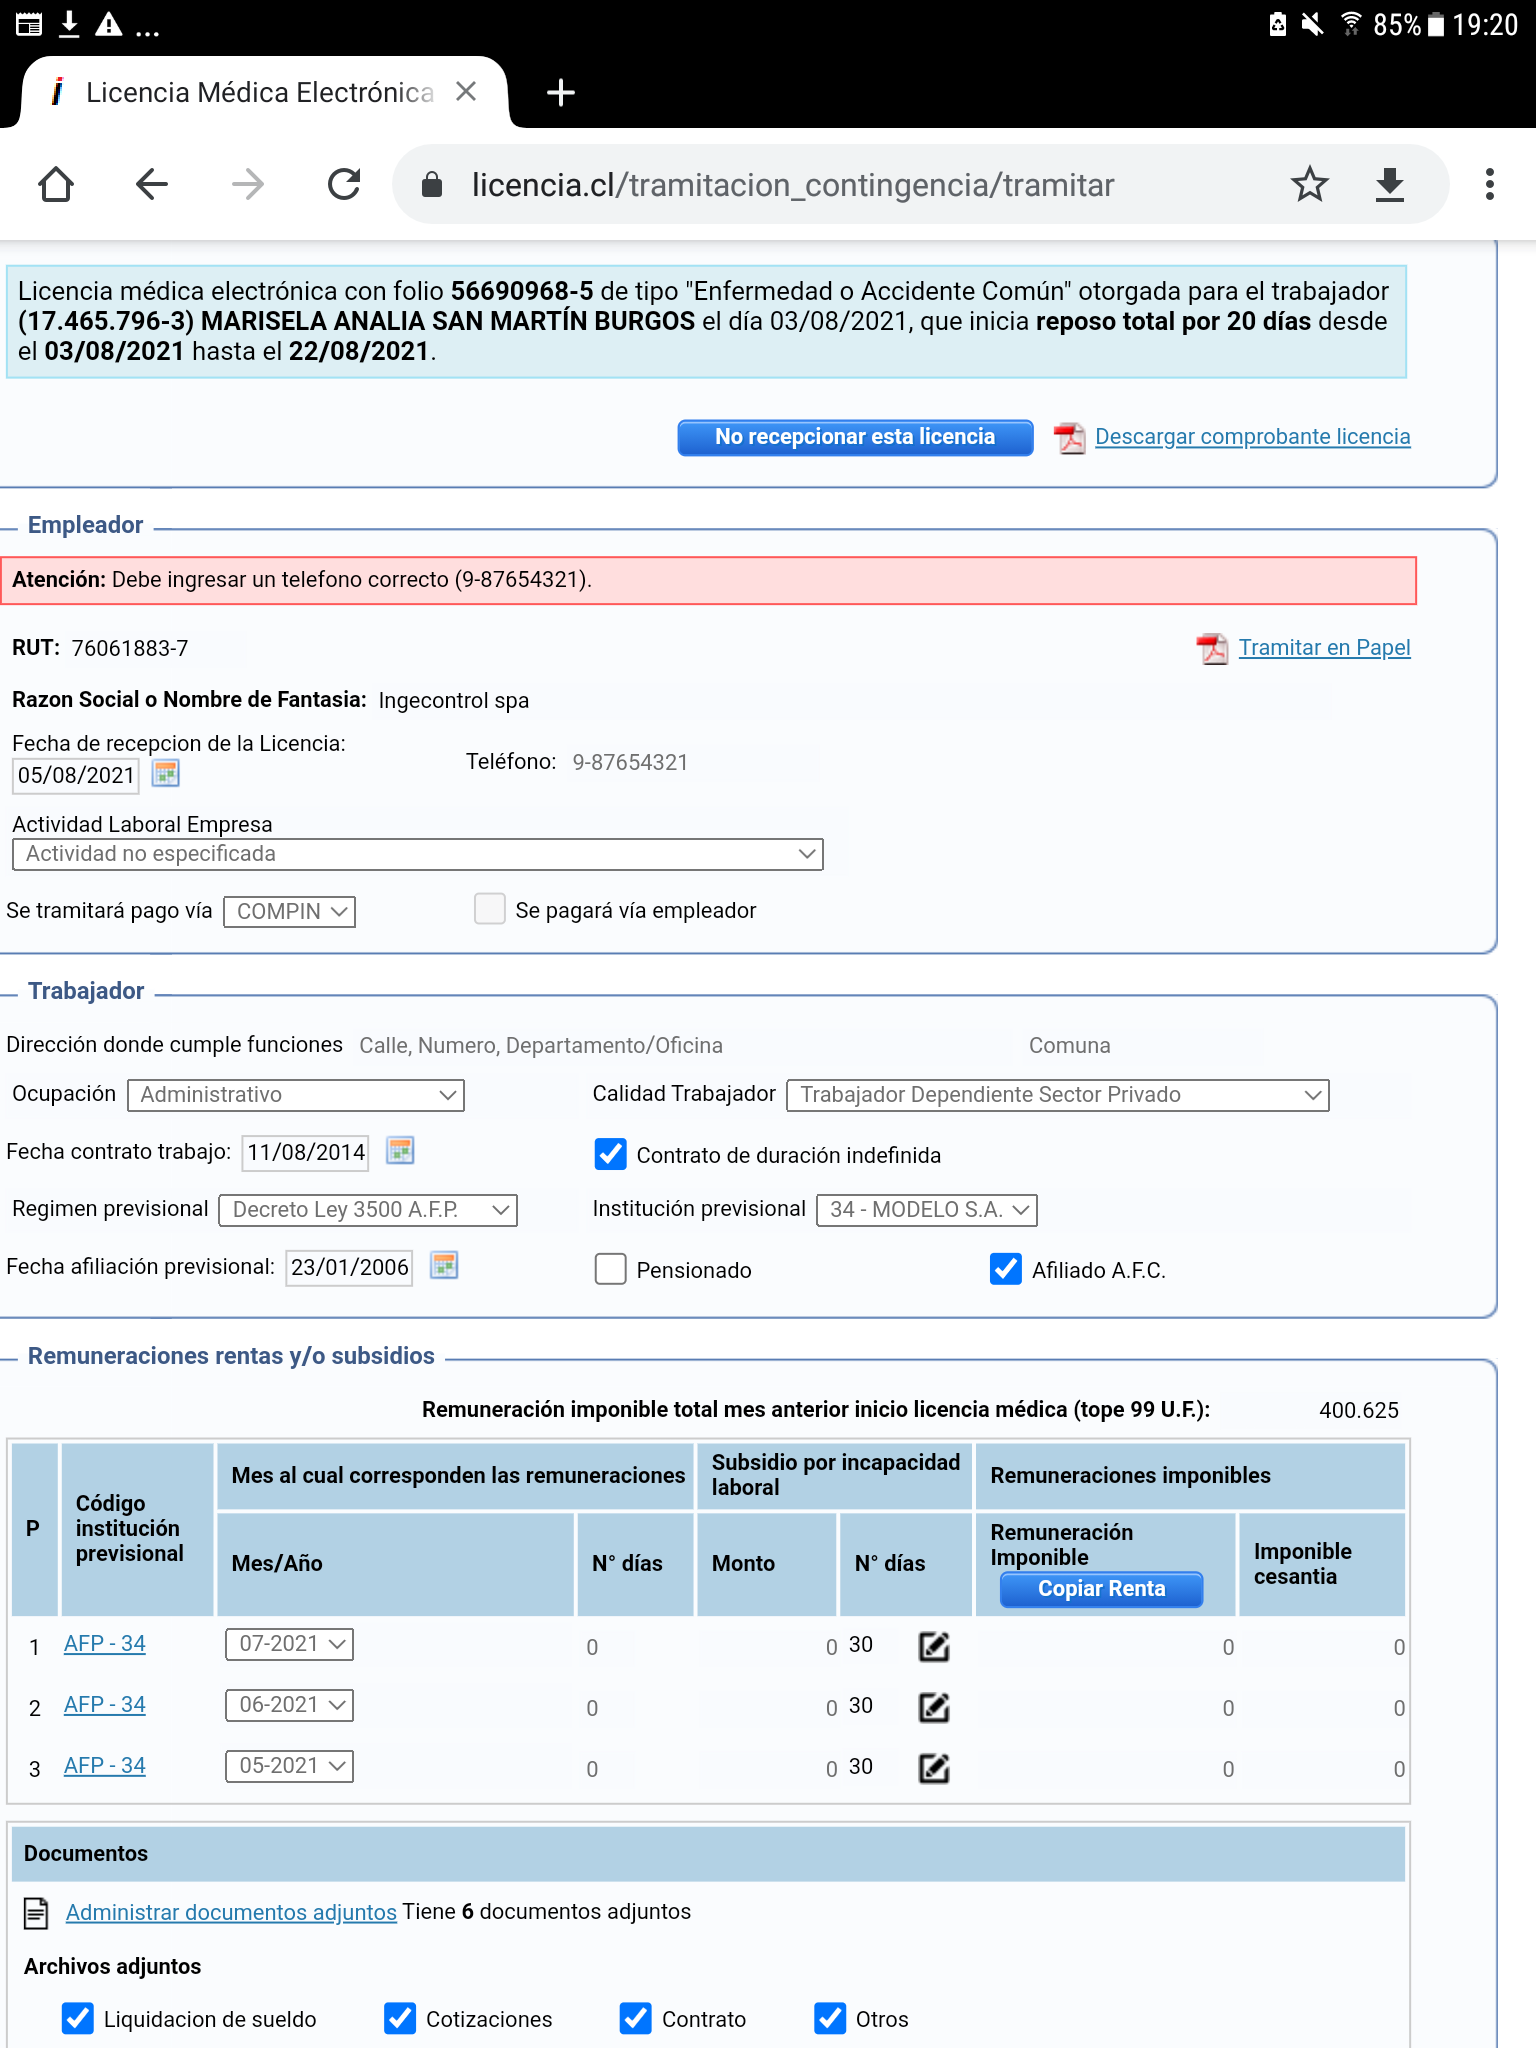 ... 85% 19:20
Licencia Médica Electrónica
licencia.cl/tramitacion_contingencia/tramitar
Licencia médica electrónica con folio 56690968-5 de tipo "Enfermedad o Accidente Común" otorgada para el trabajador
(17.465.796-3) MARISELA ANALIA SAN MARTÍN BURGOS el día 03/08/2021, que inicia reposo total por 20 días desde
el 03/08/2021 hasta el 22/08/2021.
No recepcionar esta licencia Descargar comprobante licencia
Empleador
Atención: Debe ingresar un telefono correcto (9-87654321).
RUT: 76061883-7 Tramitar en Papel
Razon Social o Nombre de Fantasia: Ingecontrol spa
Fecha de recepcion de la Licencia:
05/08/2021 Teléfono: 9-87654321
Actividad Laboral Empresa
Actividad no especificada
Se tramitará pago vía COMPIN Se pagará vía empleador
Trabajador
Dirección donde cumple funciones Calle, Numero, Departamento/Oficina Comuna
Ocupación Administrativo Calidad Trabajador Trabajador Dependiente Sector Privado
Fecha contrato trabajo: 11/08/2014 Contrato de duración indefinida
Regimen previsional Decreto Ley 3500 A.F.P. Institución previsional 34 - MODELO S.A.
Fecha afiliación previsional: 23/01/2006 Pensionado Afiliado A.F.C.
Remuneraciones rentas y/o subsidios
Remuneración imponible total mes anterior inicio licencia médica (tope 99 U.F.): 400.625
P
Código
institución
previsional
Mes al cual corresponden las remuneraciones
Subsidio por incapacidad
laboral
Remuneraciones imponibles
Mes/Año N° días Monto N° días
Remuneración
Imponible
Copiar Renta
Imponible
cesantia
1 AFP - 34 07-2021 0 0 30 0 0
2 AFP - 34 06-2021 0 0 30 0 0
3 AFP - 34 05-2021 0 0 30 0 0
Documentos
Administrar documentos adjuntos Tiene 6 documentos adjuntos
Archivos adjuntos
Liquidacion de sueldo Cotizaciones Contrato Otros